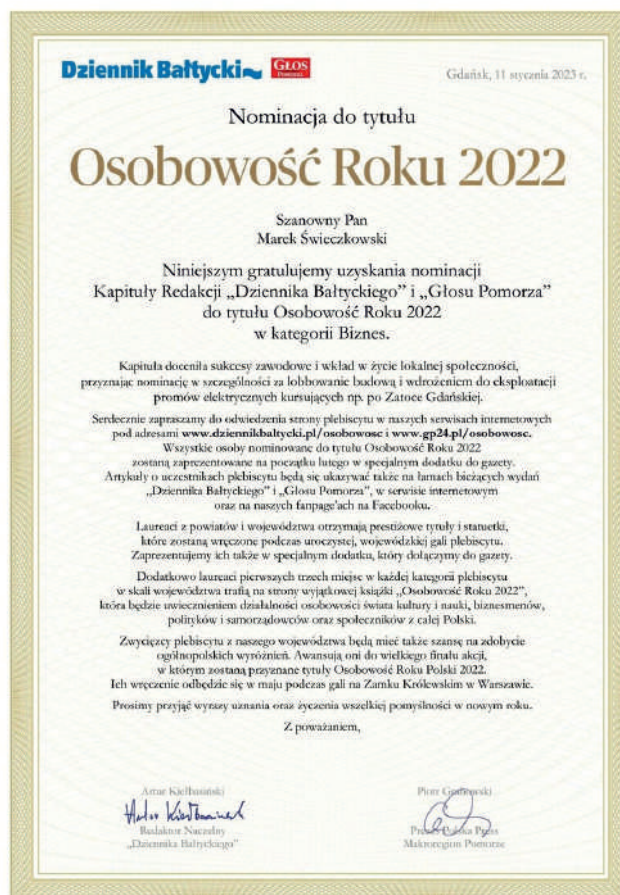 Dziennik Bałtycki GŁOS
Pomorza
Gdańsk, 11 stycznia 2023 r.
Nominacja do tytułu
Osobowość Roku 2022
Szanowny Pan
Marek Świeczkowski
Niniejszym gratulujemy uzyskania nominacji
Kapituły Redakcji „Dziennika Bałtyckiego” i „Głosu Pomorza”
do tytułu Osobowość Roku 2022
w kategorii Biznes.
Kapituła doceniła sukcesy zawodowe i wkład w życie lokalnej społeczności,
przyznając nominację w szczególności za lobbowanie budową i wdrożeniem do eksploatacji
promów elektrycznych kursujących np. po Zatoce Gdańskiej.
Serdecznie zapraszamy do odwiedzenia strony plebiscytu w naszych serwisach internetowych
pod adresami www.dziennikbaltycki.pl/osobowosc i www.gp24.pl/osobowosc.
Wszystkie osoby nominowane do tytułu Osobowość Roku 2022
zostaną zaprezentowane na początku lutego w specjalnym dodatku do gazety.
Artykuły o uczestnikach plebiscytu będą się ukazywać także na łamach bieżących wydań
„Dziennika Bałtyckiego” i „Głosu Pomorza”, w serwisie internetowym
oraz na naszych fanpage'ach na Facebooku.
Laureaci z powiatów i województwa otrzymają prestiżowe tytuły i statuetki,
które zostaną wręczone podczas uroczystej, wojewódzkiej gali plebiscytu.
Zaprezentujemy ich także w specjalnym dodatku, który dołączymy do gazety.
Dodatkowo laureaci pierwszych trzech miejsc w każdej kategorii plebiscytu
w skali województwa trafią na strony wyjątkowej książki „Osobowość Roku 2022”,
która będzie uwiecznieniem działalności osobowości świata kultury i nauki, biznesmenów,
polityków i samorządowców oraz społeczników z całej Polski.
Zwycięzcy plebiscytu z naszego województwa będą mieć także szansę na zdobycie
ogólnopolskich wyróżnień. Awansują oni do wielkiego finału akcji,
w którym zostaną przyznane tytuły Osobowość Roku Polski 2022.
Ich wręczenie odbędzie się w maju podczas gali na Zamku Królewskim w Warszawie.
Prosimy przyjąć wyrazy uznania oraz życzenia wszelkiej pomyślności w nowym roku.
Z poważaniem,
Artur Kiełbasiński
Redaktor Naczelny
„Dziennika Bałtyckiego”
Piotr Grabowski
Prezes Polska Press
Makroregion Pomorze